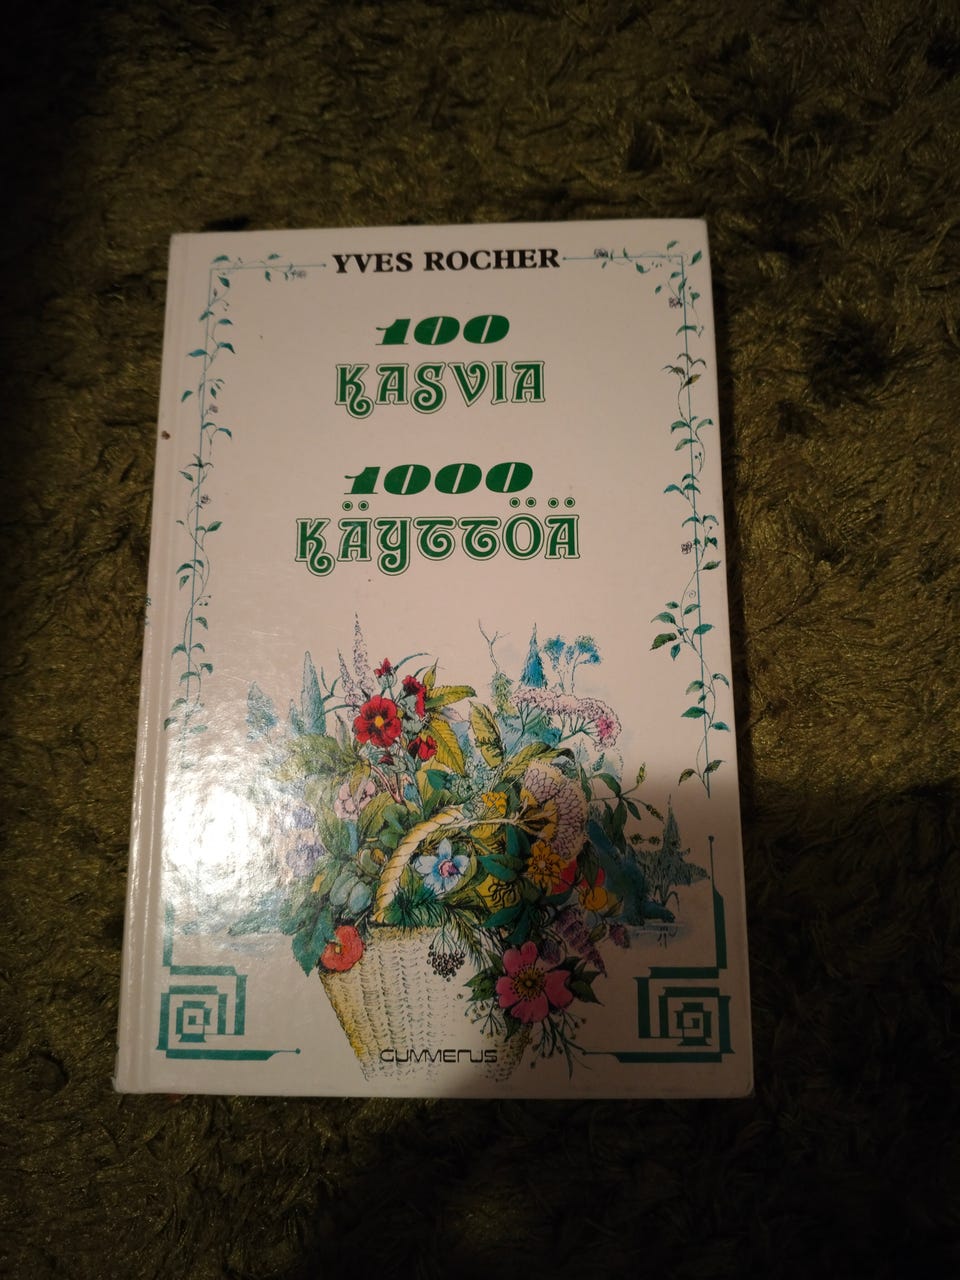 YVES ROCHER
100
KASVIA
1000
KÄYTTÖÄ
GUMMERUS